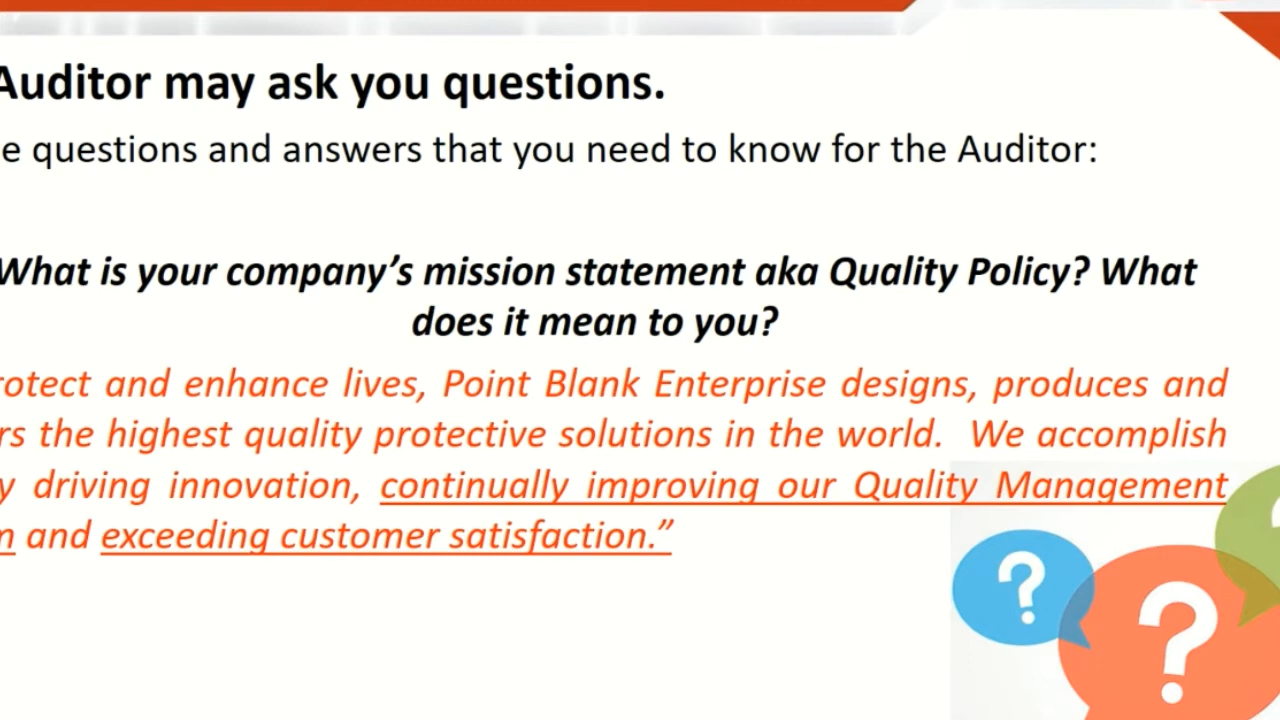 Auditor may ask you questions.
e questions and answers that you need to know for the Auditor:
What is your company’s mission statement aka Quality Policy? What
does it mean to you?
rotect and enhance lives, Point Blank Enterprise designs, produces and
rs the highest quality protective solutions in the world. We accomplish
y driving innovation, continually improving our Quality Management
m and exceeding customer satisfaction.”
? ?